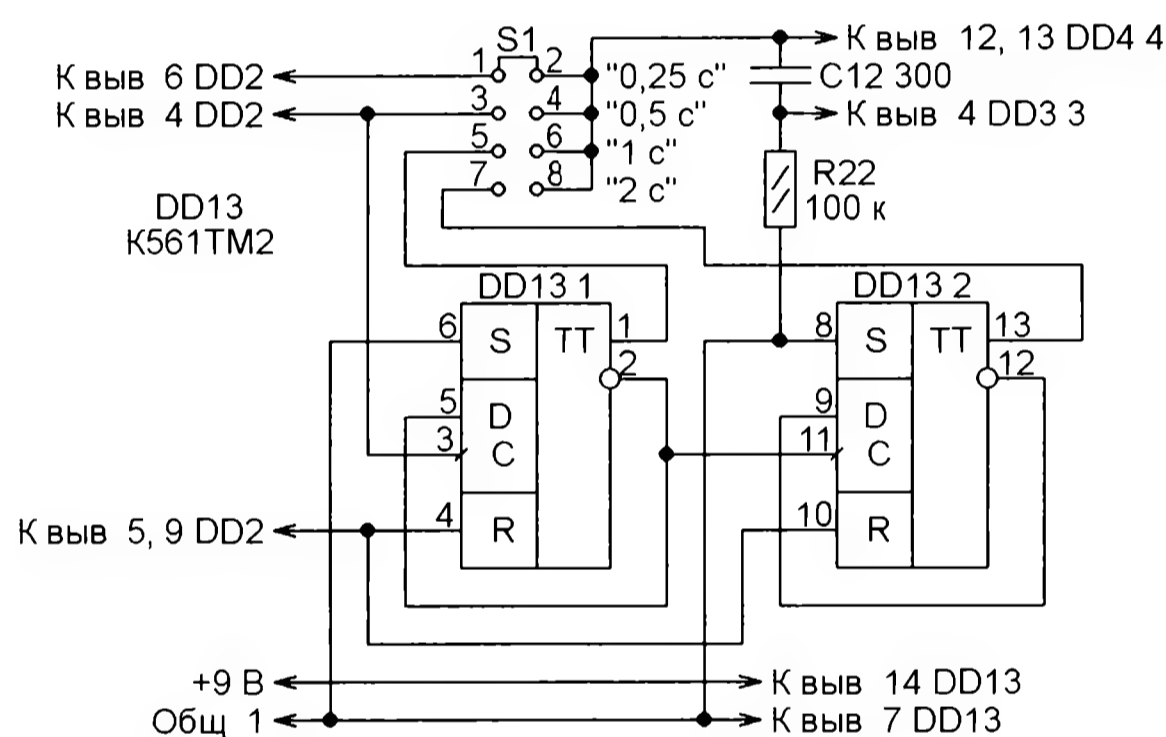 S1
К выв 12, 13 DD4 4
К выв 6 DD2
1 2
"0,25 с"
С12 300
К выв 4 DD2
3 4
"0,5 с"
К выв 4 DD3 3
5 6
"1 с"
7 8
"2 с"
R22
100 к
DD13
К561ТМ2
DD13 1
DD13 2
6 S TT 1
8 S TT 13
2
12
5 D
9 D
3 C
11 C
К выв 5, 9 DD2
4 R
10 R
+9 В
К выв 14 DD13
Общ 1
К выв 7 DD13